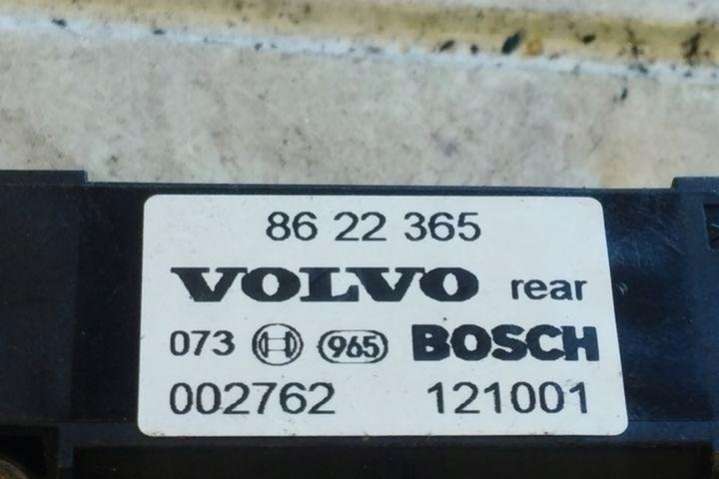 86 22 365
VOLVO rear
073 965 BOSCH
002762 121001